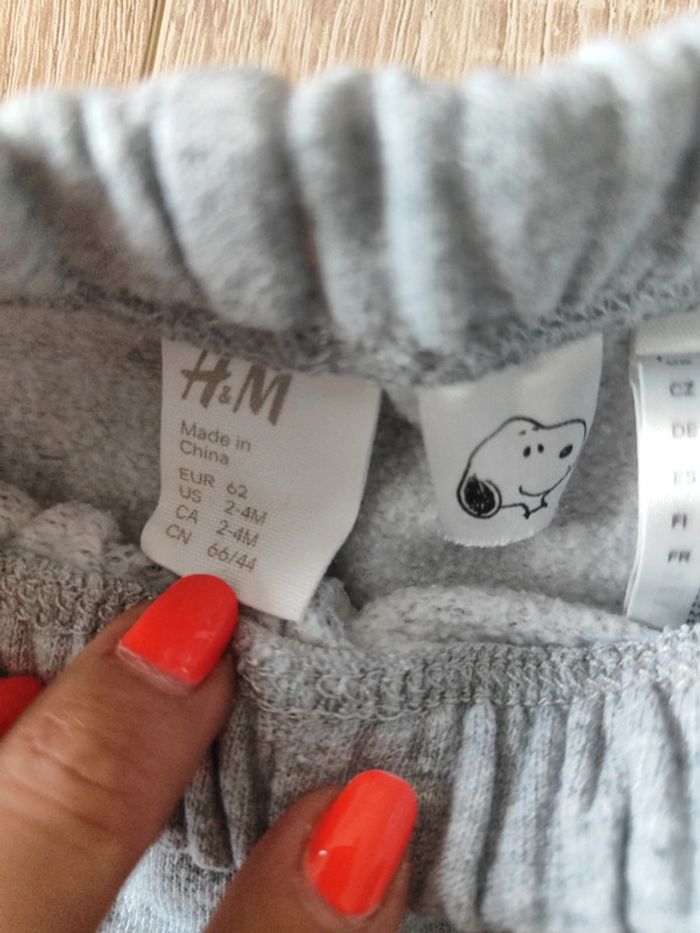 H&M
Made in
China
EUR 62
US 2-4M
CA 2-4M
CN 66/44
CZ
DE
ES
FI
FR